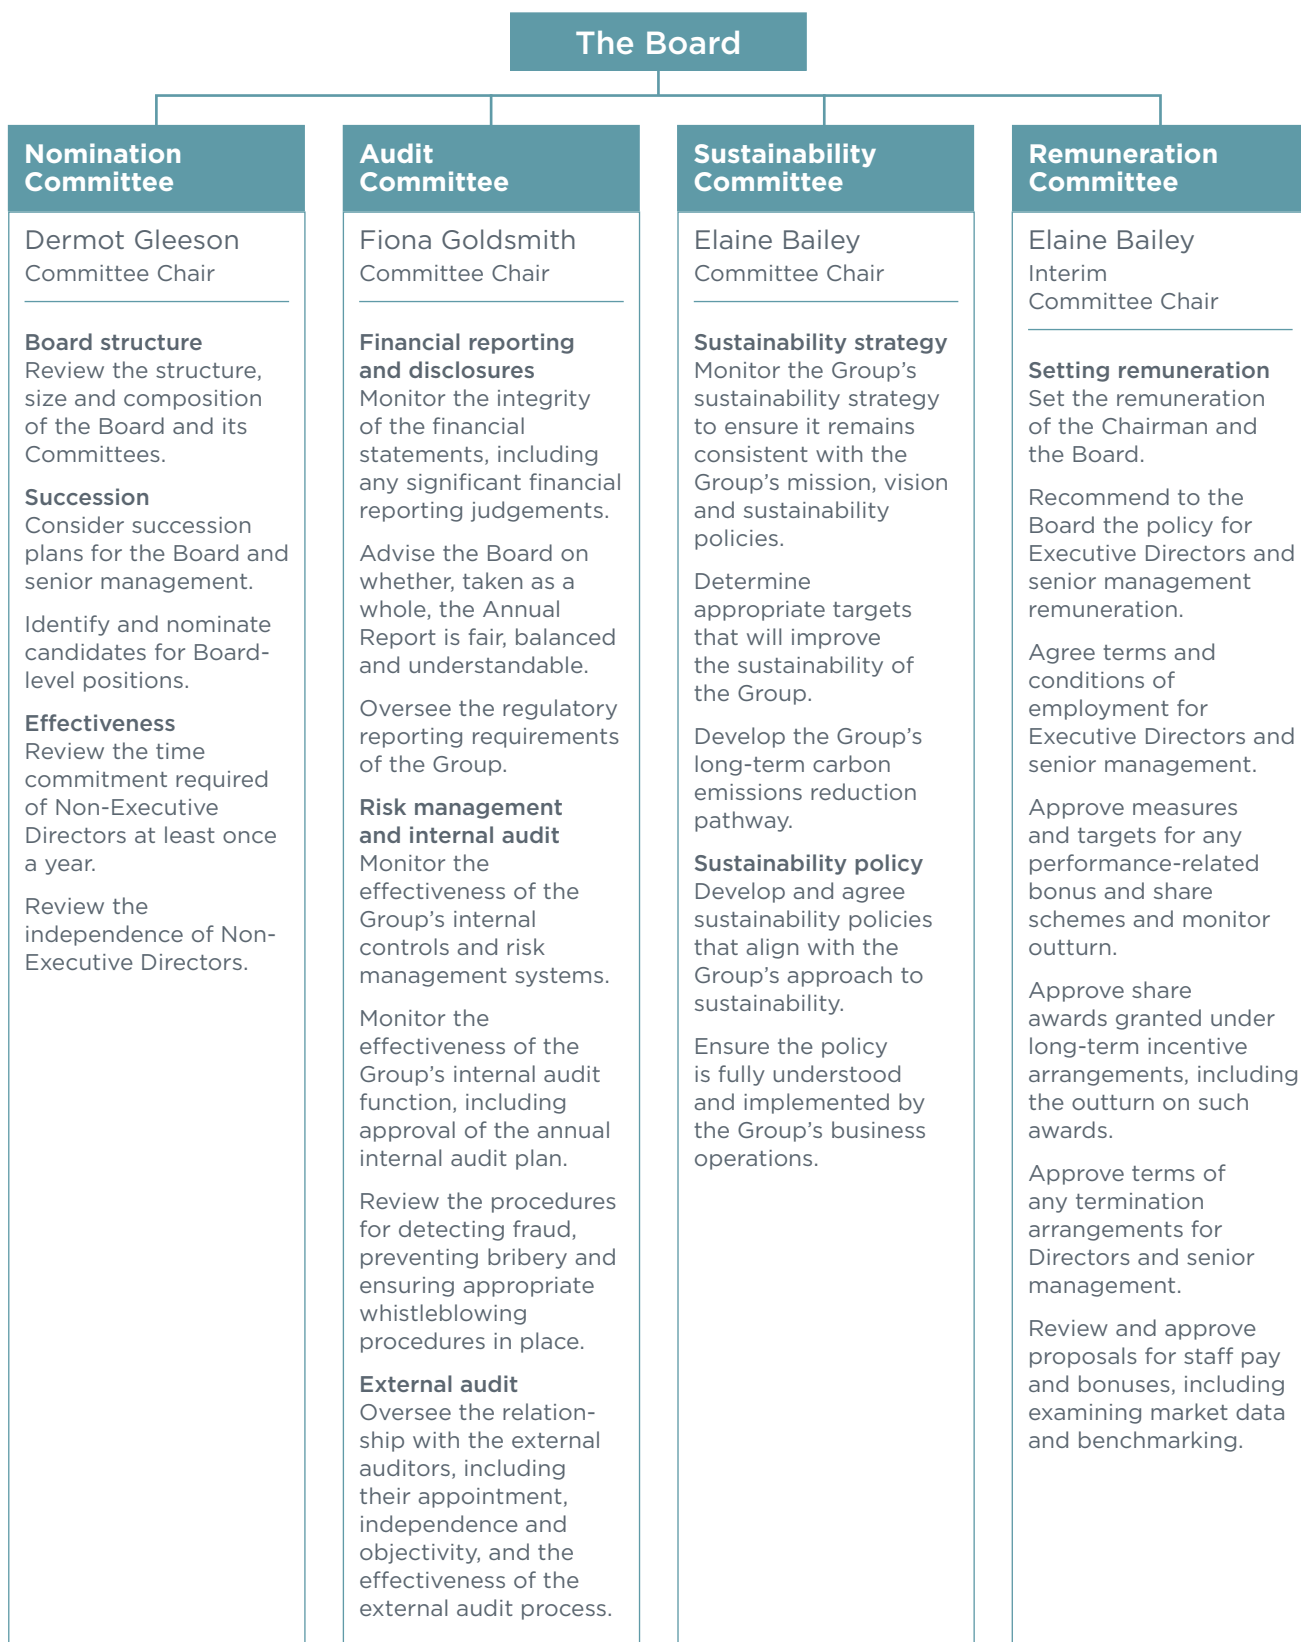 The Board
Nomination
Committee
Dermot Gleeson
Committee Chair
Board structure
Review the structure,
size and composition
of the Board and its
Committees.
Succession
Consider succession
plans for the Board and
senior management.
Identify and nominate
candidates for Board-
level positions.
Effectiveness
Review the time
commitment required
of Non-Executive
Directors at least once
a year.
Review the
independence of Non-
Executive Directors.
Audit
Committee
Fiona Goldsmith
Committee Chair
Financial reporting
and disclosures
Monitor the integrity
of the financial
statements, including
any significant financial
reporting judgements.
Advise the Board on
whether, taken as a
whole, the Annual
Report is fair, balanced
and understandable.
Oversee the regulatory
reporting requirements
of the Group.
Risk management
and internal audit
Monitor the
effectiveness of the
Group’s internal
controls and risk
management systems.
Monitor the
effectiveness of the
Group’s internal audit
function, including
approval of the annual
internal audit plan.
Review the procedures
for detecting fraud,
preventing bribery and
ensuring appropriate
whistleblowing
procedures in place.
External audit
Oversee the relation-
ship with the external
auditors, including
their appointment,
independence and
objectivity, and the
effectiveness of the
external audit process.
Sustainability
Committee
Elaine Bailey
Committee Chair
Sustainability strategy
Monitor the Group’s
sustainability strategy
to ensure it remains
consistent with the
Group’s mission, vision
and sustainability
policies.
Determine
appropriate targets
that will improve
the sustainability of
the Group.
Develop the Group’s
long-term carbon
emissions reduction
pathway.
Sustainability policy
Develop and agree
sustainability policies
that align with the
Group’s approach to
sustainability.
Ensure the policy
is fully understood
and implemented by
the Group’s business
operations.
Remuneration
Committee
Elaine Bailey
Interim
Committee Chair
Setting remuneration
Set the remuneration
of the Chairman and
the Board.
Recommend to the
Board the policy for
Executive Directors and
senior management
remuneration.
Agree terms and
conditions of
employment for
Executive Directors and
senior management.
Approve measures
and targets for any
performance-related
bonus and share
schemes and monitor
outturn.
Approve share
awards granted under
long-term incentive
arrangements, including
the outturn on such
awards.
Approve terms of
any termination
arrangements for
Directors and senior
management.
Review and approve
proposals for staff pay
and bonuses, including
examining market data
and benchmarking.